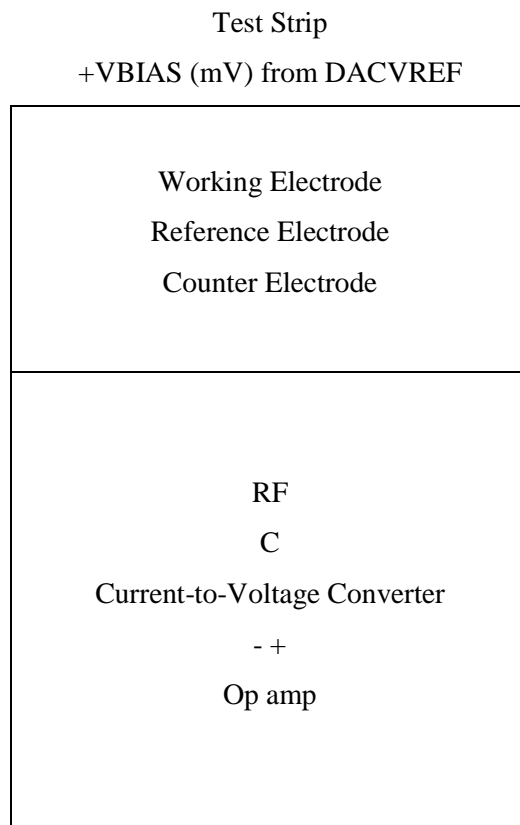 Test Strip
+VBIAS (mV) from DACVREF
Working Electrode
Reference Electrode
Counter Electrode
RF
C
Current-to-Voltage Converter
- +
Op amp